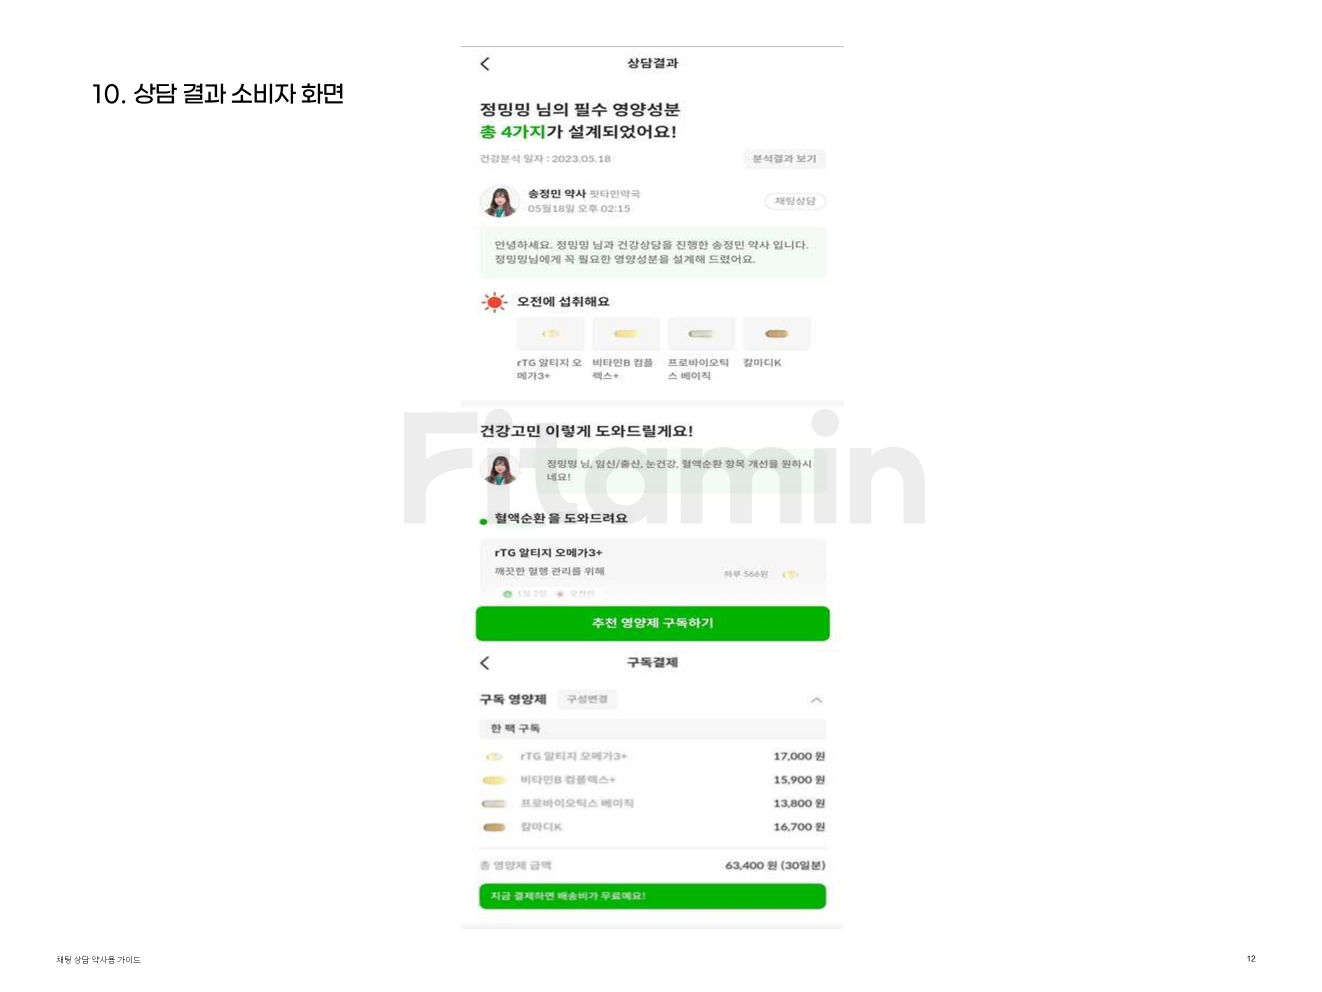 10. 상담 결과 소비자 화면
상담결과
정밍밍 님의 필수 영양성분
총 4가지가 설계되었어요!
건강분석 일자 : 2023.05.18
분석결과 보기
송정민 약사 핏타민약국
05월18일 오후 02:15
채팅상담
안녕하세요. 정밍밍 님과 건강상담을 진행한 송정민 약사 입니다.
정밍밍님에게 꼭 필요한 영양성분을 설계해 드렸어요.
오전에 섭취해요
rTG 알티지 오
메가3+
비타민B 컴플
렉스+
프로바이오틱
스 베이직
칼마디K
건강고민 이렇게 도와드릴게요!
정밍밍 님, 임신/출산, 눈건강, 혈액순환 항목 개선을 원하시
네요!
Fitamin
혈액순환 을 도와드려요
rTG 알티지 오메가3+
깨끗한 혈행 관리를 위해
하루 566원
추천 영양제 구독하기
구독결제
구독 영양제 구성변경
한 팩 구독
rTG 알티지 오메가3+ 17,000 원
비타민B 컴플렉스+ 15,900 원
프로바이오틱스 베이직 13,800 원
칼마디K 16,700 원
총 영양제 금액 63,400 원 (30일분)
지금 결제하면 배송비가 무료예요!
채팅 상담 약사용 가이드
12